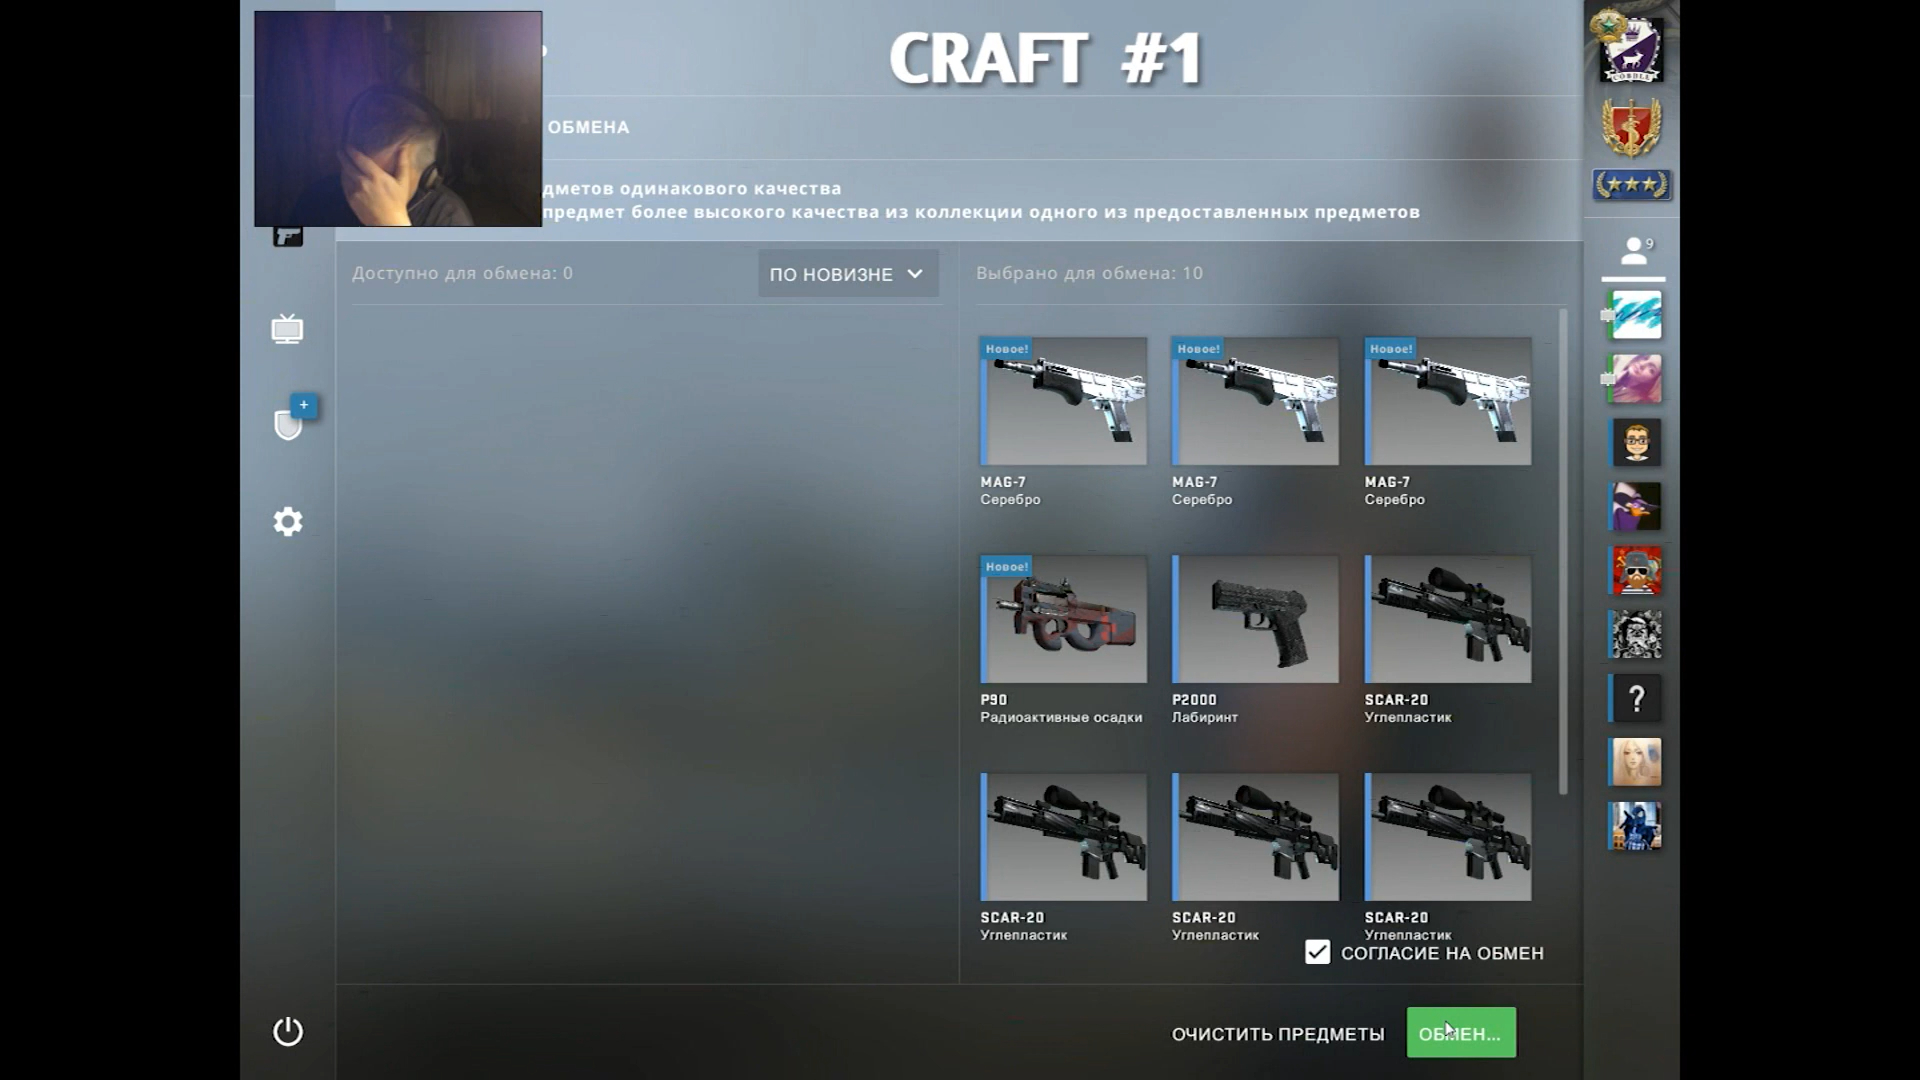 CRAFT #1
ОБМЕНА
дметов одинакового качества
предмет более высокого качества из коллекции одного из предоставленных предметов
Доступно для обмена: 0
ПО НОВИЗНЕ
Выбрано для обмена: 10
9
Новое!
Новое!
Новое!
MAG-7
Серебро
MAG-7
Серебро
MAG-7
Серебро
Новое!
P90
Радиоактивные осадки
P2000
Лабиринт
SCAR-20
Углепластик
SCAR-20
Углепластик
SCAR-20
Углепластик
SCAR-20
Углепластик
СОГЛАСИЕ НА ОБМЕН
ОЧИСТИТЬ ПРЕДМЕТЫ
ОБМЕН...